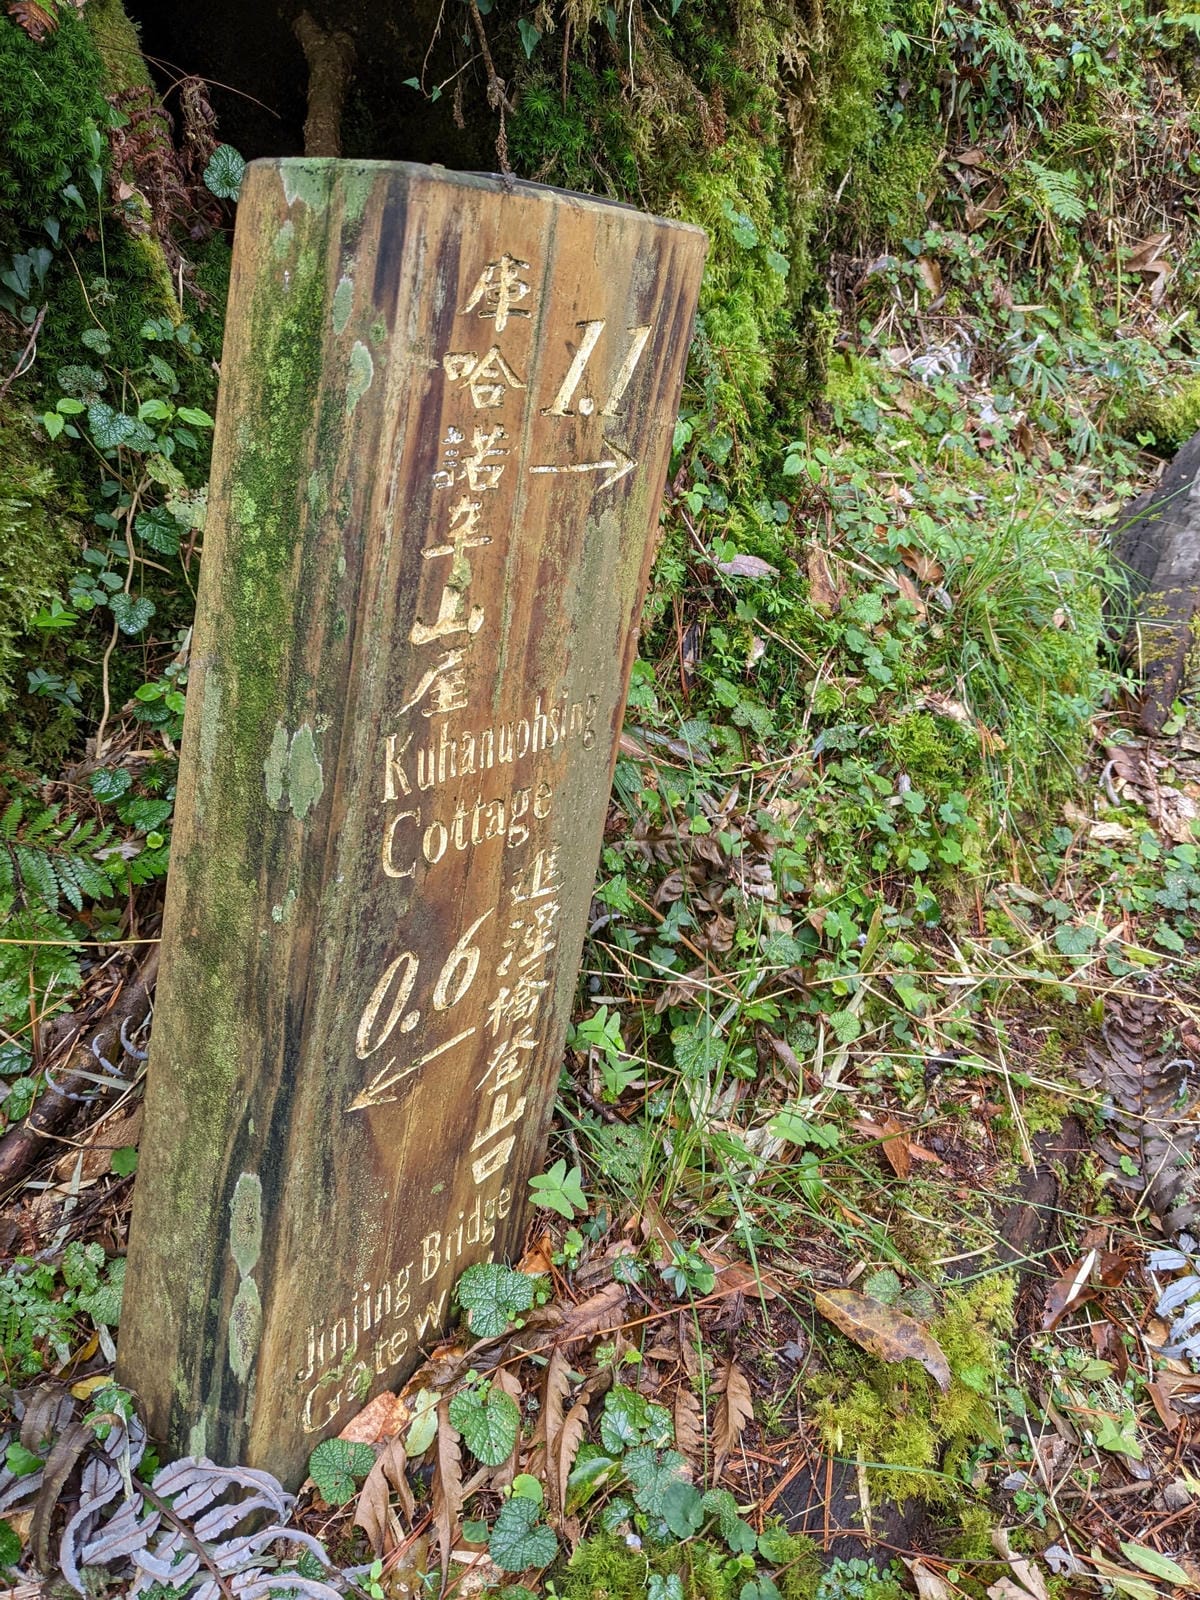 庫哈諾辛山屋
1.1
→
Kuhanuohsing
Cottage
進涇橋登山口
0.6
←
Jinjing Bridge